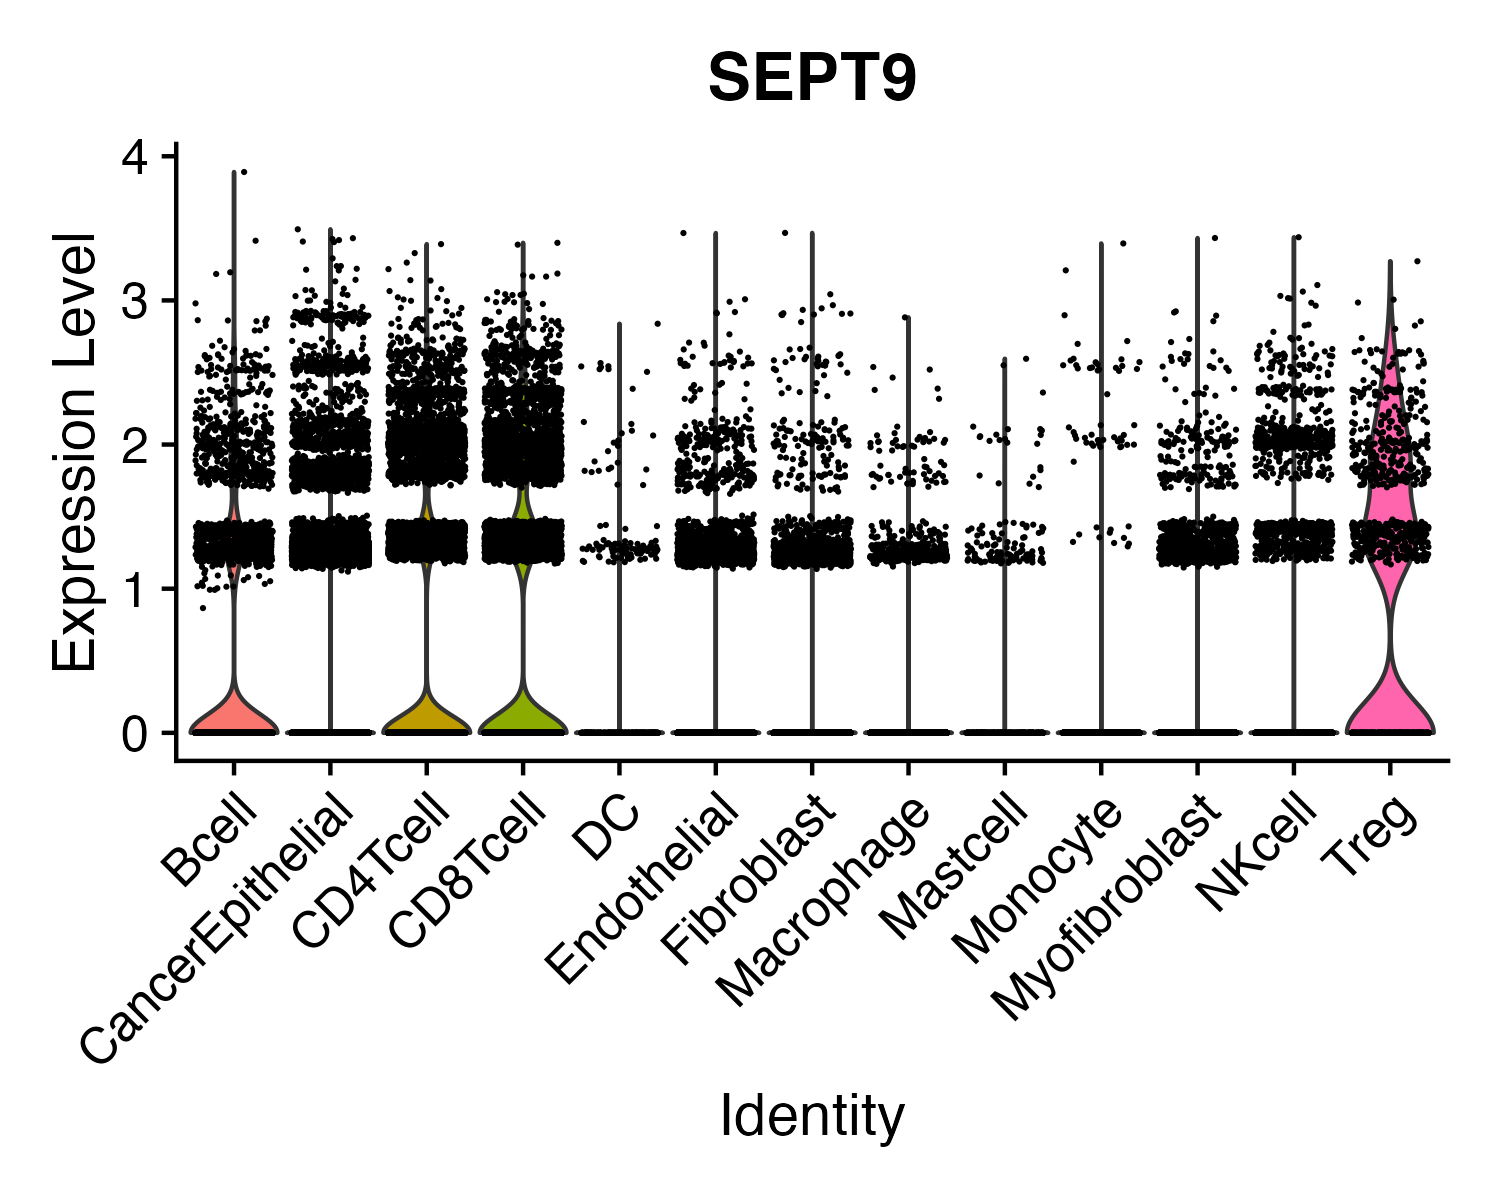 SEPT9
Expression Level
4
3
2
1
0
Bcell
CancerEpithelial
CD4Tcell
CD8Tcell
DC
Endothelial
Fibroblast
Macrophage
Mastcell
Monocyte
Myofibroblast
NKcell
Treg
Identity